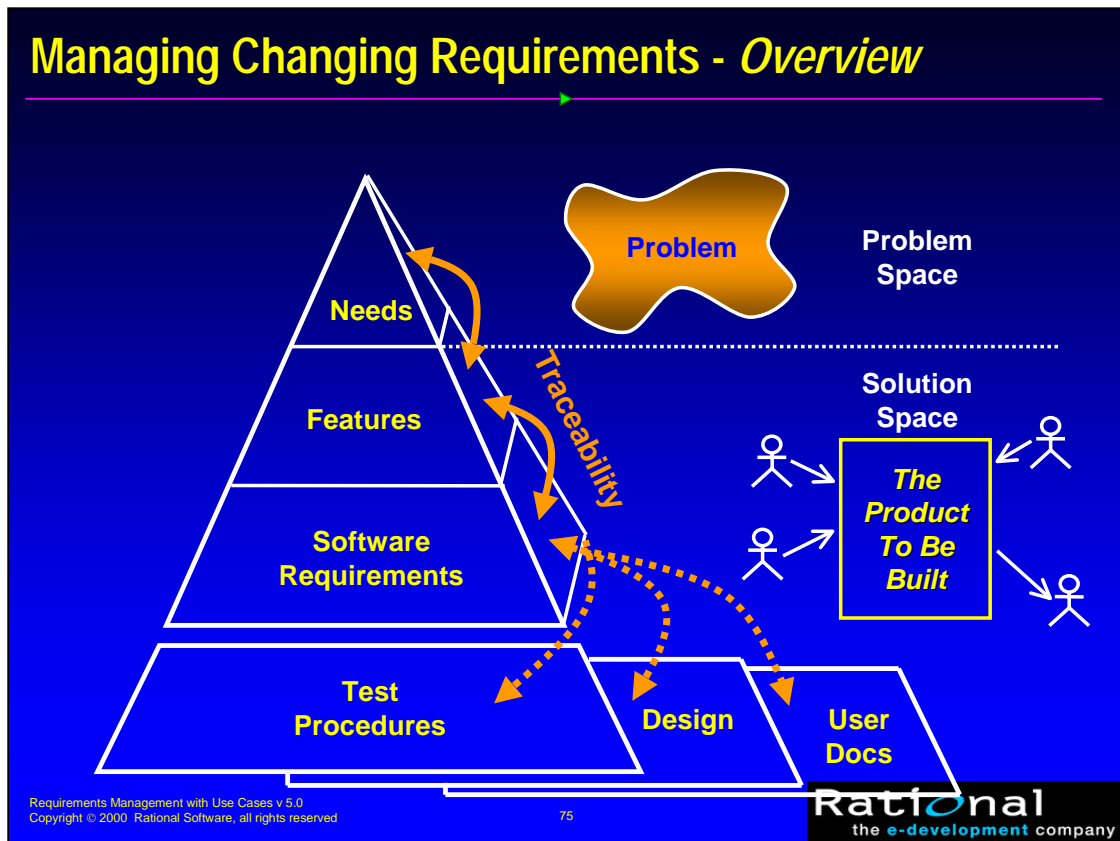 Managing Changing Requirements - Overview
Problem
Problem
Space
Needs
Traceability
Solution
Space
Features
The
Product
To Be
Built
Software
Requirements
Test
Procedures
Design
User
Docs
Requirements Management with Use Cases v 5.0
Copyright © 2000 Rational Software, all rights reserved
75
Rational
the e-development company